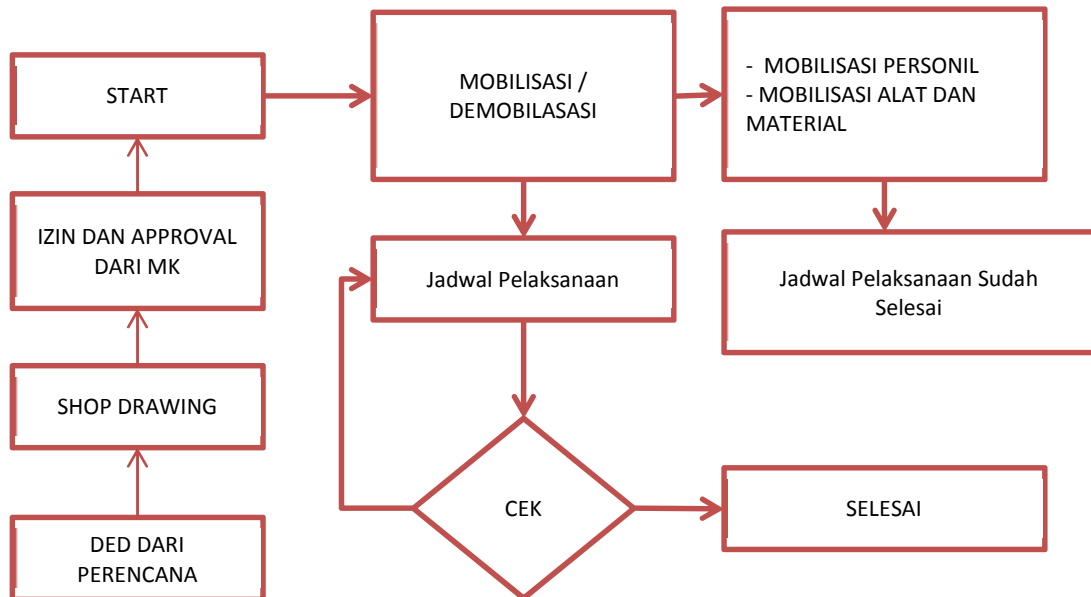 START
MOBILISASI /
DEMOBILASASI
- MOBILISASI PERSONIL
- MOBILISASI ALAT DAN
MATERIAL
IZIN DAN APPROVAL
DARI MK
Jadwal Pelaksanaan
Jadwal Pelaksanaan Sudah
Selesai
SHOP DRAWING
CEK
SELESAI
DED DARI
PERENCANA